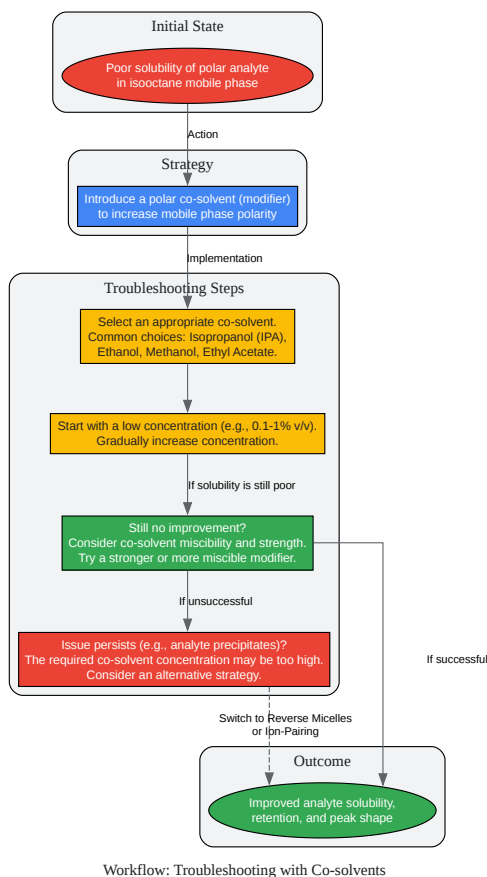 Initial State
Poor solubility of polar analyte
in isooctane mobile phase
Action
Strategy
Introduce a polar co-solvent (modifier)
to increase mobile phase polarity
Implementation
Troubleshooting Steps
Select an appropriate co-solvent.
Common choices: Isopropanol (IPA),
Ethanol, Methanol, Ethyl Acetate.
Start with a low concentration (e.g., 0.1-1% v/v).
Gradually increase concentration.
If solubility is still poor
Still no improvement?
Consider co-solvent miscibility and strength.
Try a stronger or more miscible modifier.
If unsuccessful
Issue persists (e.g., analyte precipitates)?
The required co-solvent concentration may be too high.
Consider an alternative strategy.
If successful
Switch to Reverse Micelles
or Ion-Pairing
Outcome
Improved analyte solubility,
retention, and peak shape
Workflow: Troubleshooting with Co-solvents